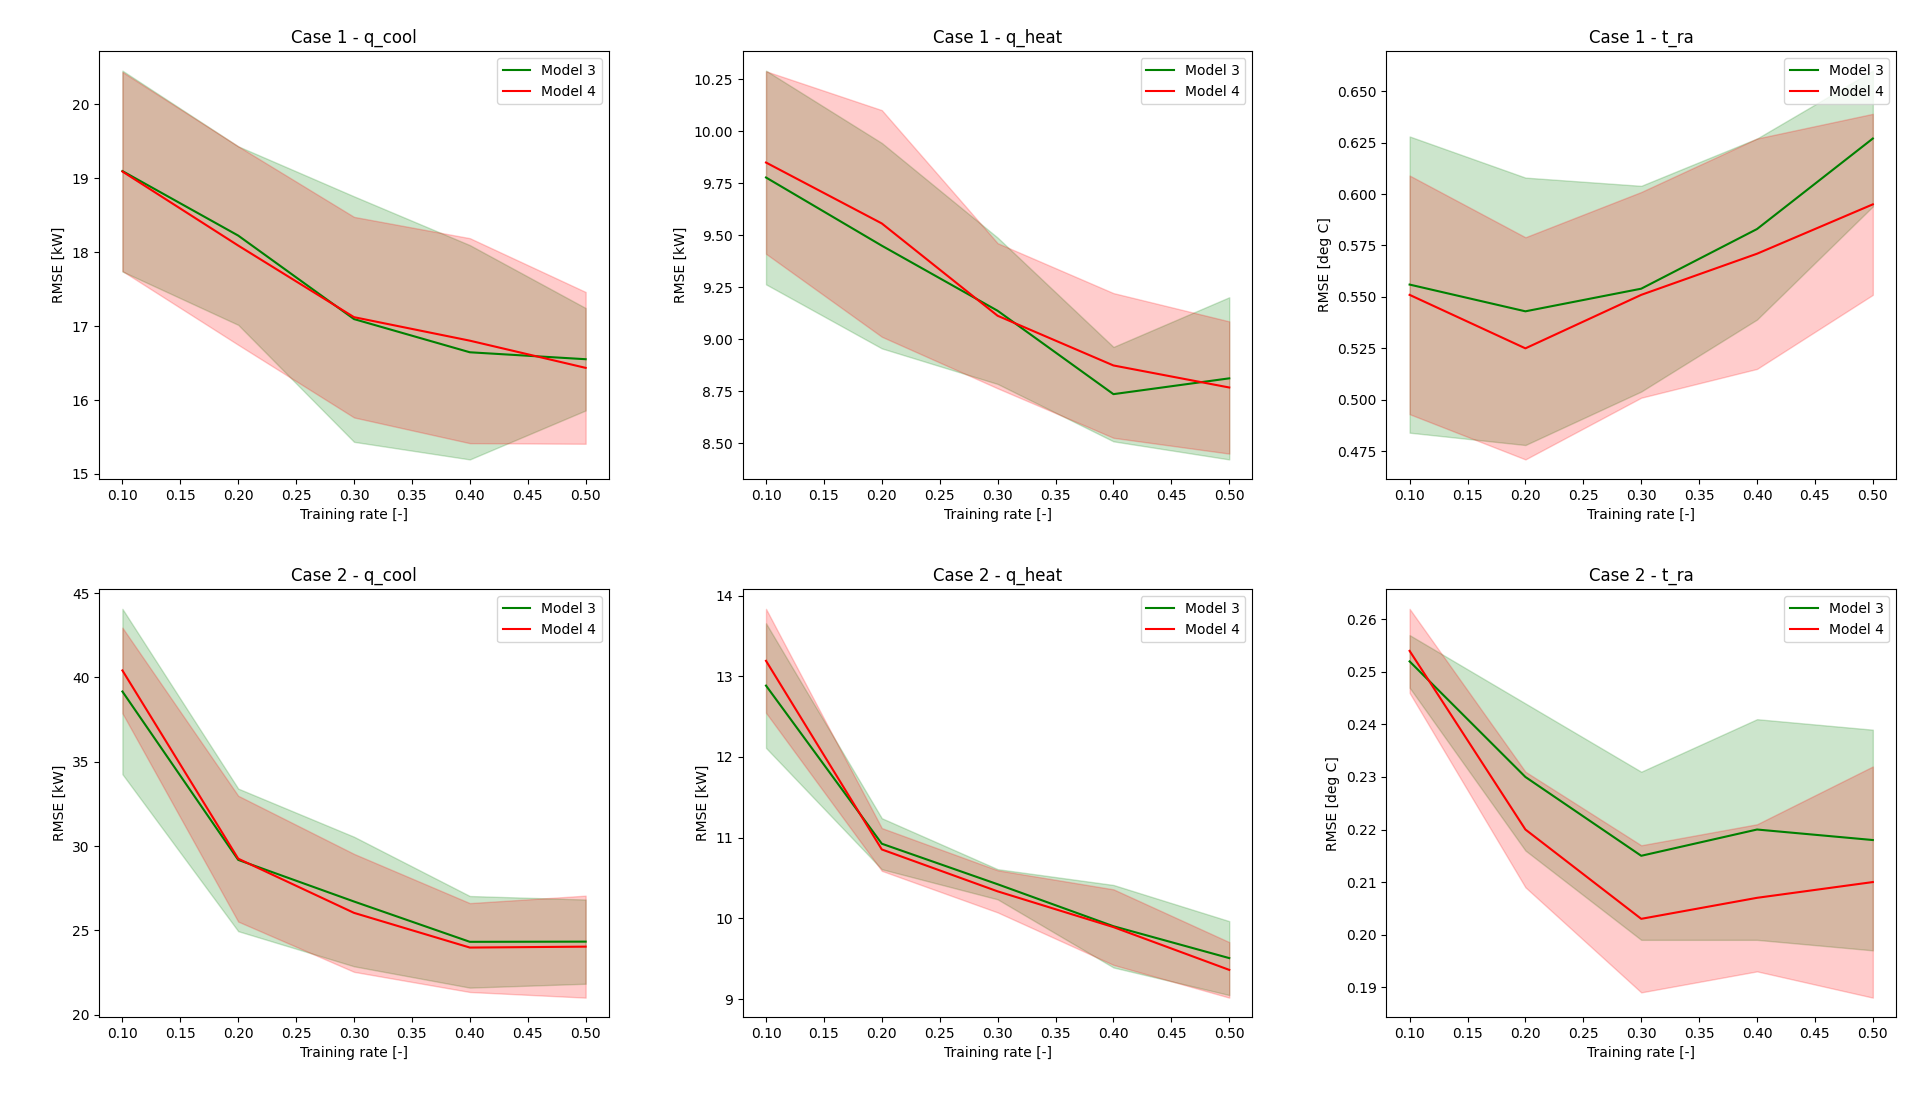 Case 1 - q_cool
Model 3
Model 4
20
19
18
17
16
15
RMSE [kW]
0.10 0.15 0.20 0.25 0.30 0.35 0.40 0.45 0.50
Training rate [-]
Case 1 - q_heat
Model 3
Model 4
10.25
10.00
9.75
9.50
9.25
9.00
8.75
8.50
RMSE [kW]
0.10 0.15 0.20 0.25 0.30 0.35 0.40 0.45 0.50
Training rate [-]
Case 1 - t_ra
Model 3
Model 4
0.650
0.625
0.600
0.575
0.550
0.525
0.500
0.475
RMSE [deg C]
0.10 0.15 0.20 0.25 0.30 0.35 0.40 0.45 0.50
Training rate [-]
Case 2 - q_cool
Model 3
Model 4
45
40
35
30
25
20
RMSE [kW]
0.10 0.15 0.20 0.25 0.30 0.35 0.40 0.45 0.50
Training rate [-]
Case 2 - q_heat
Model 3
Model 4
14
13
12
11
10
9
RMSE [kW]
0.10 0.15 0.20 0.25 0.30 0.35 0.40 0.45 0.50
Training rate [-]
Case 2 - t_ra
Model 3
Model 4
0.26
0.25
0.24
0.23
0.22
0.21
0.20
0.19
RMSE [deg C]
0.10 0.15 0.20 0.25 0.30 0.35 0.40 0.45 0.50
Training rate [-]